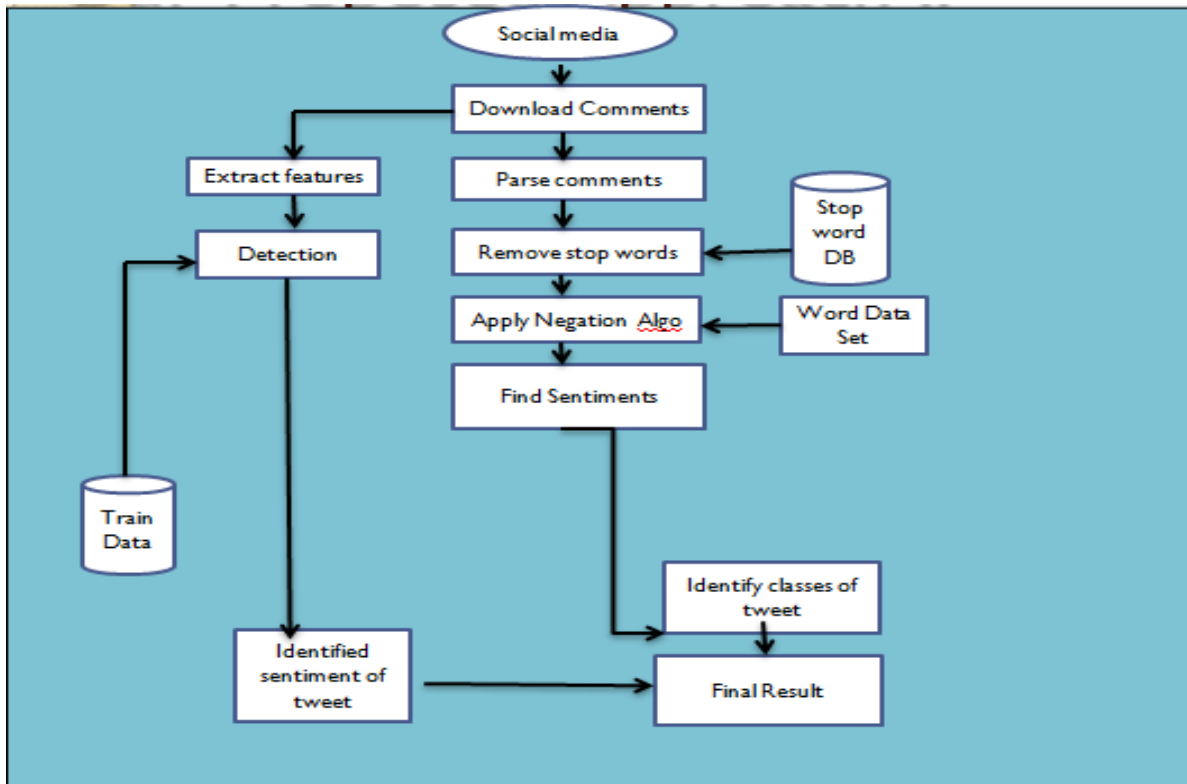 Social media
Download Comments
Extract features
Parse comments
Stop
word
DB
Detection
Remove stop words
Apply Negation Algo
Word Data
Set
Find Sentiments
Train
Data
Identify classes of
tweet
Identified
sentiment of
tweet
Final Result